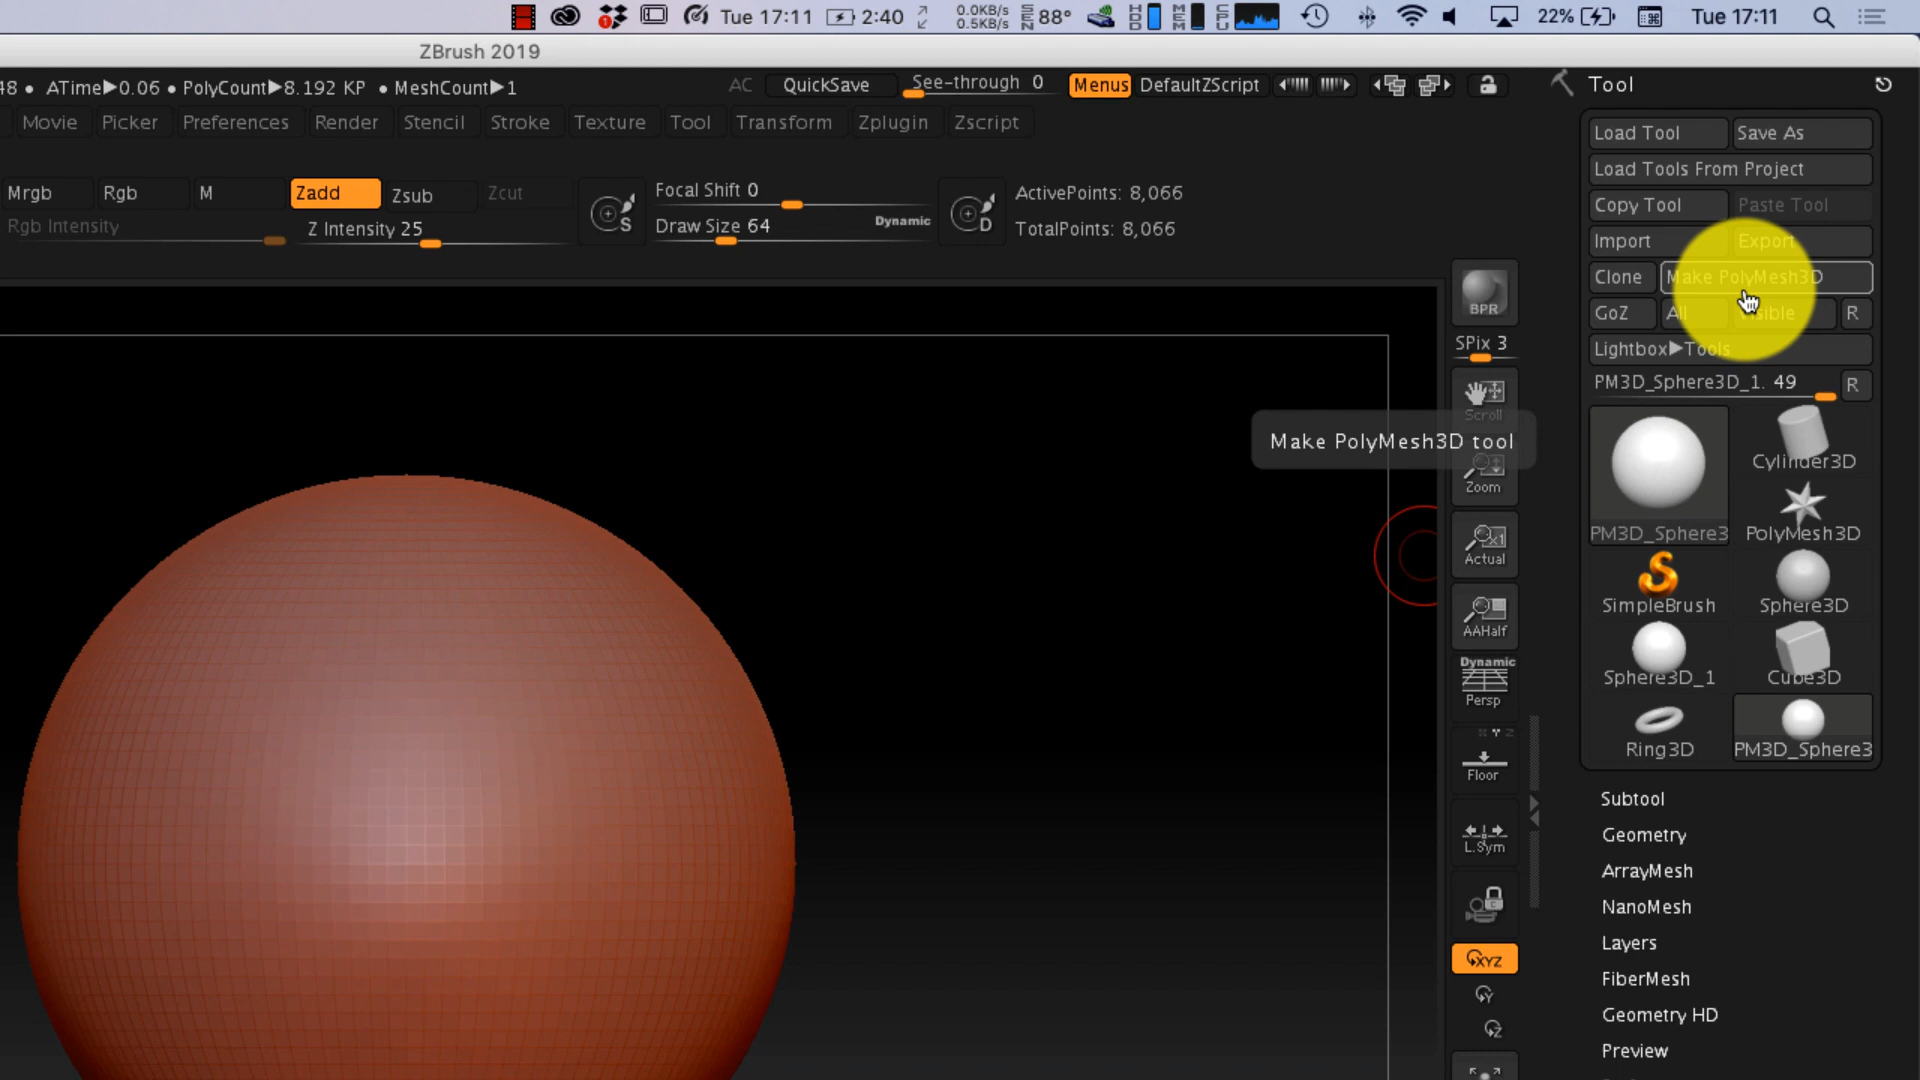 Tue 17:11 2:40 0.0KB/s 0.5KB/s SEN 88° HDD MEM CPU 22% Tue 17:11
ZBrush 2019
48 • ATime▶0.06 • PolyCount▶8.192 KP • MeshCount▶1
AC QuickSave See-through 0 Menus DefaultZScript
Tool
Movie Picker Preferences Render Stencil Stroke Texture Tool Transform Zplugin Zscript
Load Tool Save As
Load Tools From Project
Copy Tool Paste Tool
Import Export
Clone Make PolyMesh3D
GoZ All Visible R
Lightbox▶Tools
PM3D_Sphere3D_1. 49 R
Mrgb Rgb M Zadd Zsub Zcut
Rgb Intensity Z Intensity 25
S
Focal Shift 0
Draw Size 64 Dynamic
D
ActivePoints: 8,066
TotalPoints: 8,066
BPR
SPix 3
Scroll
Make PolyMesh3D tool
Zoom
Actual
AAHalf
Dynamic
Persp
Floor
L.Sym
XYZ
Y
Z
PM3D_Sphere3
Cylinder3D
PolyMesh3D
SimpleBrush Sphere3D
Sphere3D_1 Cube3D
Ring3D PM3D_Sphere3
Subtool
Geometry
ArrayMesh
NanoMesh
Layers
FiberMesh
Geometry HD
Preview